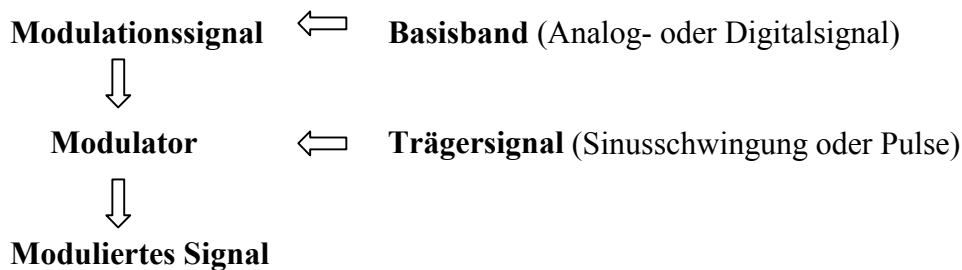 Modulationssignal Basisband (Analog- oder Digitalsignal)
Modulator Trägersignal (Sinusschwingung oder Pulse)
Moduliertes Signal